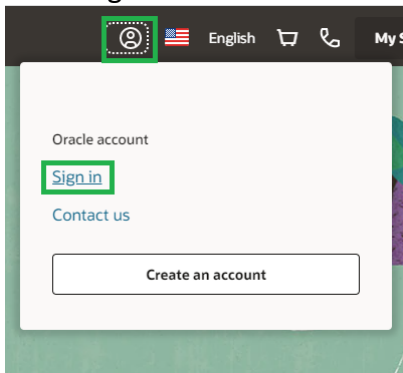 English My
Oracle account
Sign in
Contact us
Create an account